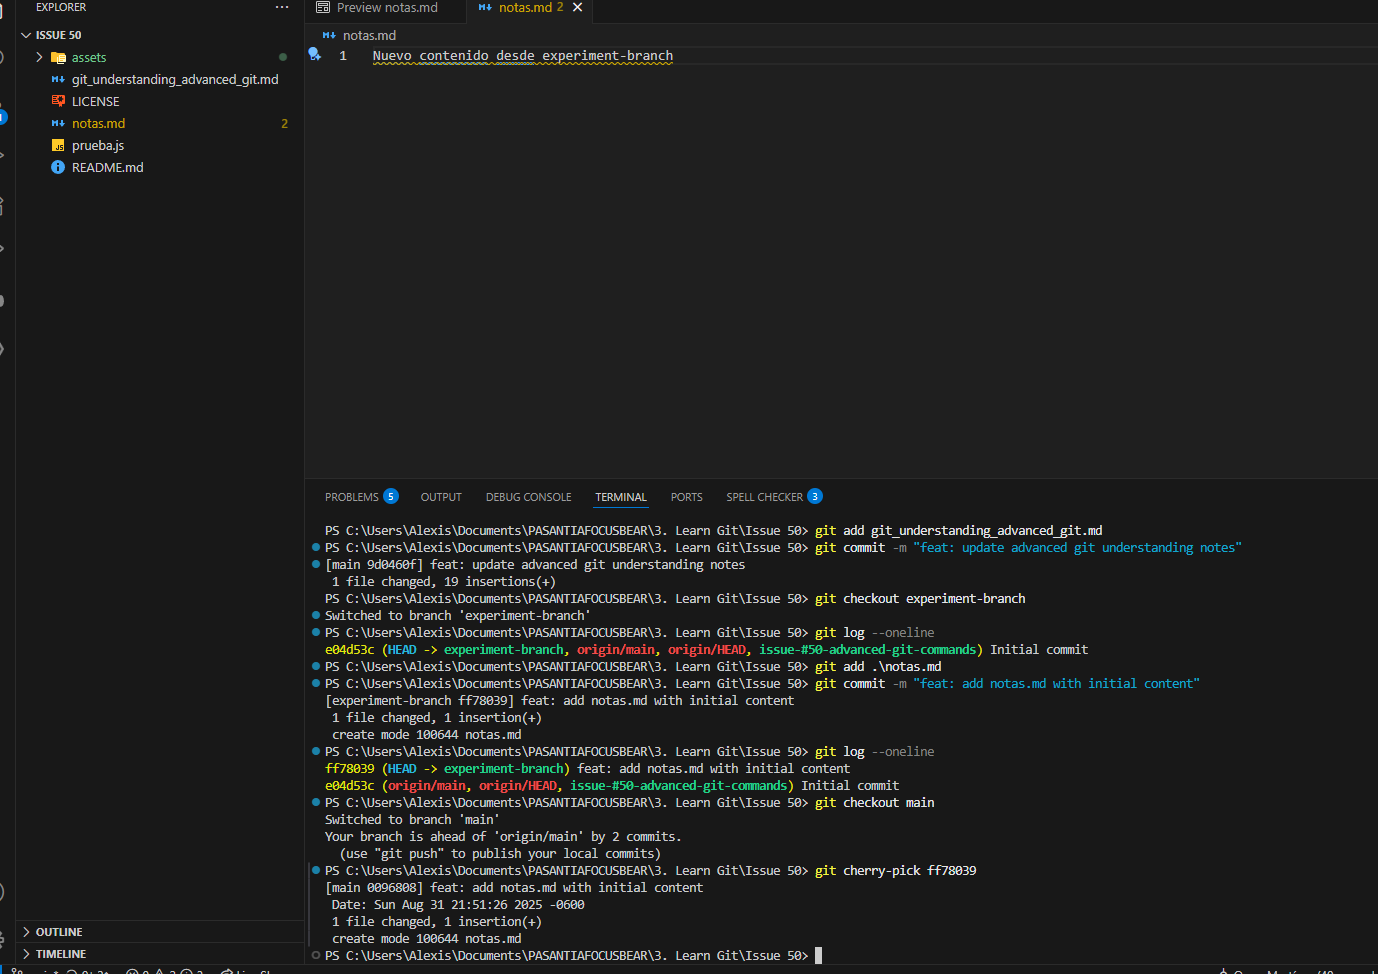 EXPLORER ...
ISSUE 50
assets
git_understanding_advanced_git.md
LICENSE
notas.md 2
prueba.js
README.md
OUTLINE
TIMELINE
Preview notas.md
notas.md 2
notas.md
1 Nuevo contenido desde experiment-branch
PROBLEMS 5 OUTPUT DEBUG CONSOLE TERMINAL PORTS SPELL CHECKER 3
PS C:\Users\Alexis\Documents\PASANTIAFOCUSBEAR\3. Learn Git\Issue 50> git add git_understanding_advanced_git.md
PS C:\Users\Alexis\Documents\PASANTIAFOCUSBEAR\3. Learn Git\Issue 50> git commit -m "feat: update advanced git understanding notes"
[main 9d0460f] feat: update advanced git understanding notes
1 file changed, 19 insertions(+)
PS C:\Users\Alexis\Documents\PASANTIAFOCUSBEAR\3. Learn Git\Issue 50> git checkout experiment-branch
Switched to branch 'experiment-branch'
PS C:\Users\Alexis\Documents\PASANTIAFOCUSBEAR\3. Learn Git\Issue 50> git log --oneline
e04d53c (HEAD -> experiment-branch, origin/main, origin/HEAD, issue-#50-advanced-git-commands) Initial commit
PS C:\Users\Alexis\Documents\PASANTIAFOCUSBEAR\3. Learn Git\Issue 50> git add .\notas.md
PS C:\Users\Alexis\Documents\PASANTIAFOCUSBEAR\3. Learn Git\Issue 50> git commit -m "feat: add notas.md with initial content"
[experiment-branch ff78039] feat: add notas.md with initial content
1 file changed, 1 insertion(+)
create mode 100644 notas.md
PS C:\Users\Alexis\Documents\PASANTIAFOCUSBEAR\3. Learn Git\Issue 50> git log --oneline
ff78039 (HEAD -> experiment-branch) feat: add notas.md with initial content
e04d53c (origin/main, origin/HEAD, issue-#50-advanced-git-commands) Initial commit
PS C:\Users\Alexis\Documents\PASANTIAFOCUSBEAR\3. Learn Git\Issue 50> git checkout main
Switched to branch 'main'
Your branch is ahead of 'origin/main' by 2 commits.
(use "git push" to publish your local commits)
PS C:\Users\Alexis\Documents\PASANTIAFOCUSBEAR\3. Learn Git\Issue 50> git cherry-pick ff78039
[main 0096808] feat: add notas.md with initial content
Date: Sun Aug 31 21:51:26 2025 -0600
1 file changed, 1 insertion(+)
create mode 100644 notas.md
PS C:\Users\Alexis\Documents\PASANTIAFOCUSBEAR\3. Learn Git\Issue 50>